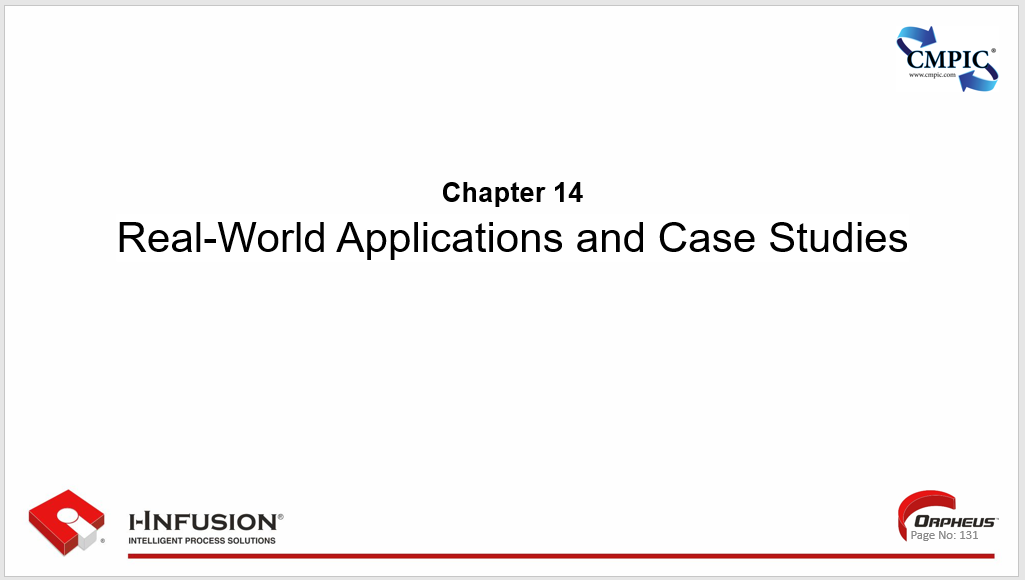 CMPIC®
www.cmpic.com
Chapter 14
Real-World Applications and Case Studies
I-INFUSION®
INTELLIGENT PROCESS SOLUTIONS
®
ORPHEUS™
Page No: 131